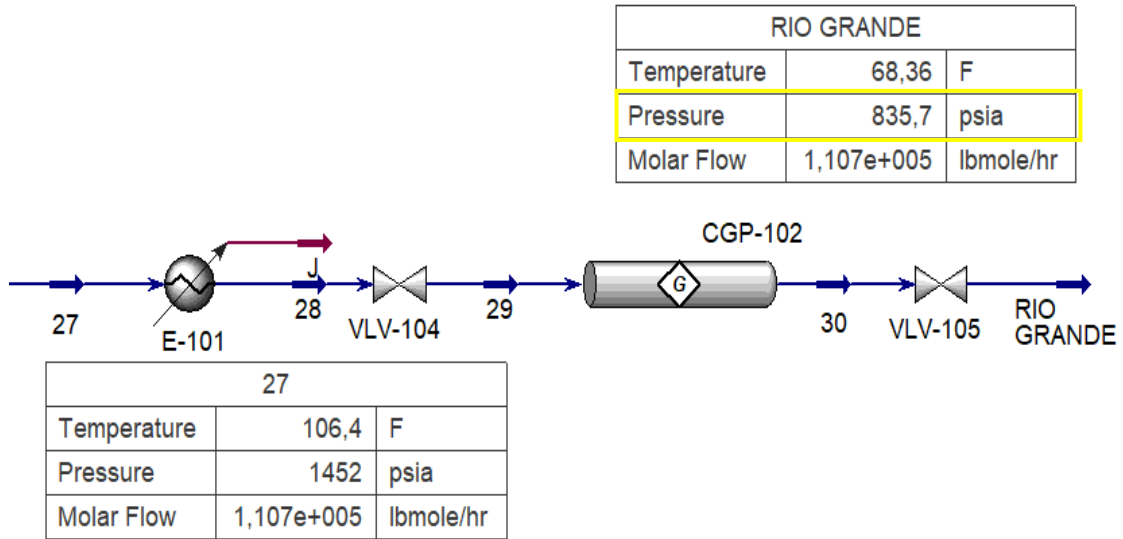 RIO GRANDE
Temperature 68,36 F
Pressure 835,7 psia
Molar Flow 1,107e+005 lbmole/hr
CGP-102
J
G
27
28
29
30
E-101
VLV-104
VLV-105
RIO
GRANDE
27
Temperature 106,4 F
Pressure 1452 psia
Molar Flow 1,107e+005 lbmole/hr